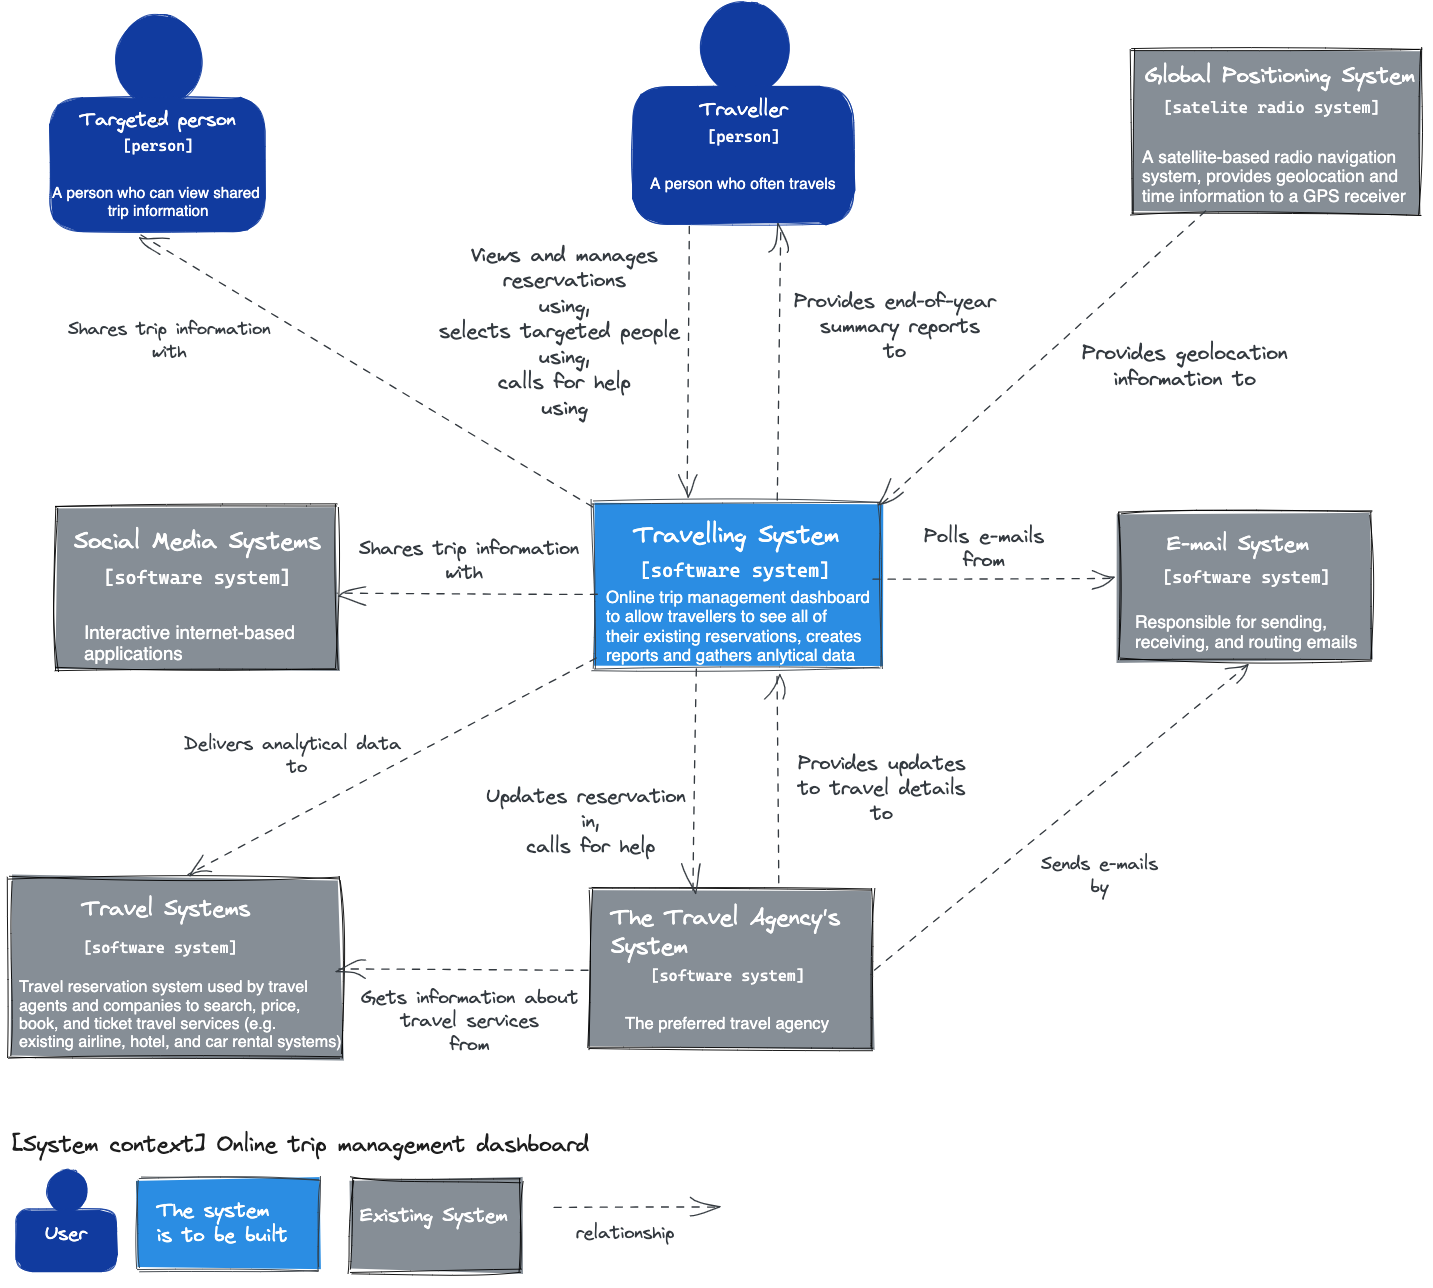 Targeted person
[person]
A person who can view shared
trip information
Traveller
[person]
A person who often travels
Global Positioning System
[satelite radio system]
A satellite-based radio navigation
system, provides geolocation and
time information to a GPS receiver
Views and manages
reservations
using,
selects targeted people
using,
calls for help
using
Provides end-of-year
summary reports
to
Shares trip information
with
Provides geolocation
information to
Social Media Systems
[software system]
Interactive internet-based
applications
Shares trip information
with
Travelling System
[software system]
Online trip management dashboard
to allow travellers to see all of
their existing reservations, creates
reports and gathers anlytical data
Polls e-mails
from
E-mail System
[software system]
Responsible for sending,
receiving, and routing emails
Delivers analytical data
to
Updates reservation
in,
calls for help
Provides updates
to travel details
to
Sends e-mails
by
Travel Systems
[software system]
Travel reservation system used by travel
agents and companies to search, price,
book, and ticket travel services (e.g.
existing airline, hotel, and car rental systems)
Gets information about
travel services
from
The Travel Agency's
System
[software system]
The preferred travel agency
[System context] Online trip management dashboard
User
The system
is to be built
Existing System
relationship